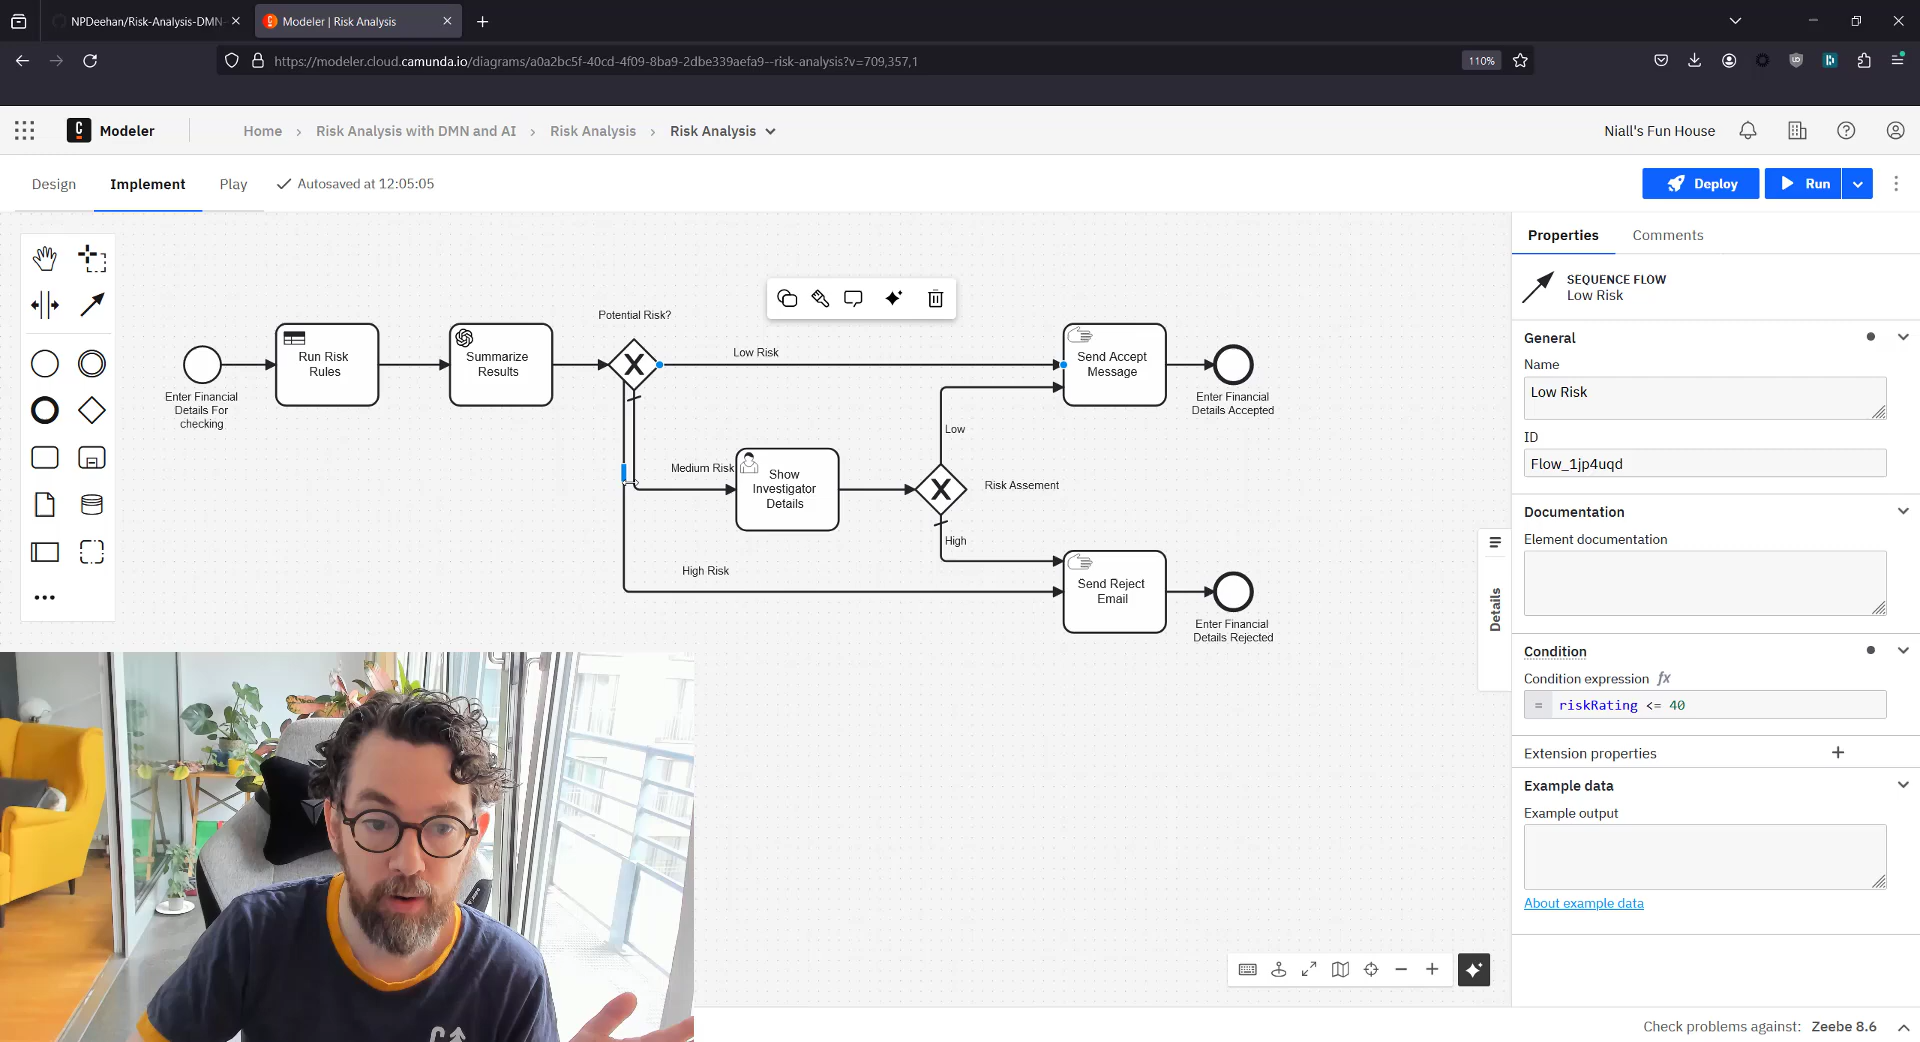 NPDeehan/Risk-Analysis-DMN-
Modeler | Risk Analysis
https://modeler.cloud.camunda.io/diagrams/a0a2bc5f-40cd-4f09-8ba9-2dbe339aefa9--risk-analysis?v=709,357,1
110%
Modeler
Home
Risk Analysis with DMN and AI
Risk Analysis
Risk Analysis
Niall's Fun House
Design
Implement
Play
Autosaved at 12:05:05
Deploy
Run
Potential Risk?
Run Risk
Rules
Summarize
Results
Low Risk
Send Accept
Message
Enter Financial
Details For
checking
Enter Financial
Details Accepted
Low
Medium Risk
Show
Investigator
Details
Risk Assement
High
High Risk
Send Reject
Email
Enter Financial
Details Rejected
Details
Properties
Comments
SEQUENCE FLOW
Low Risk
General
Name
Low Risk
ID
Flow_1jp4uqd
Documentation
Element documentation
Condition
Condition expression fx
= riskRating <= 40
Extension properties
Example data
Example output
About example data
Check problems against: Zeebe 8.6